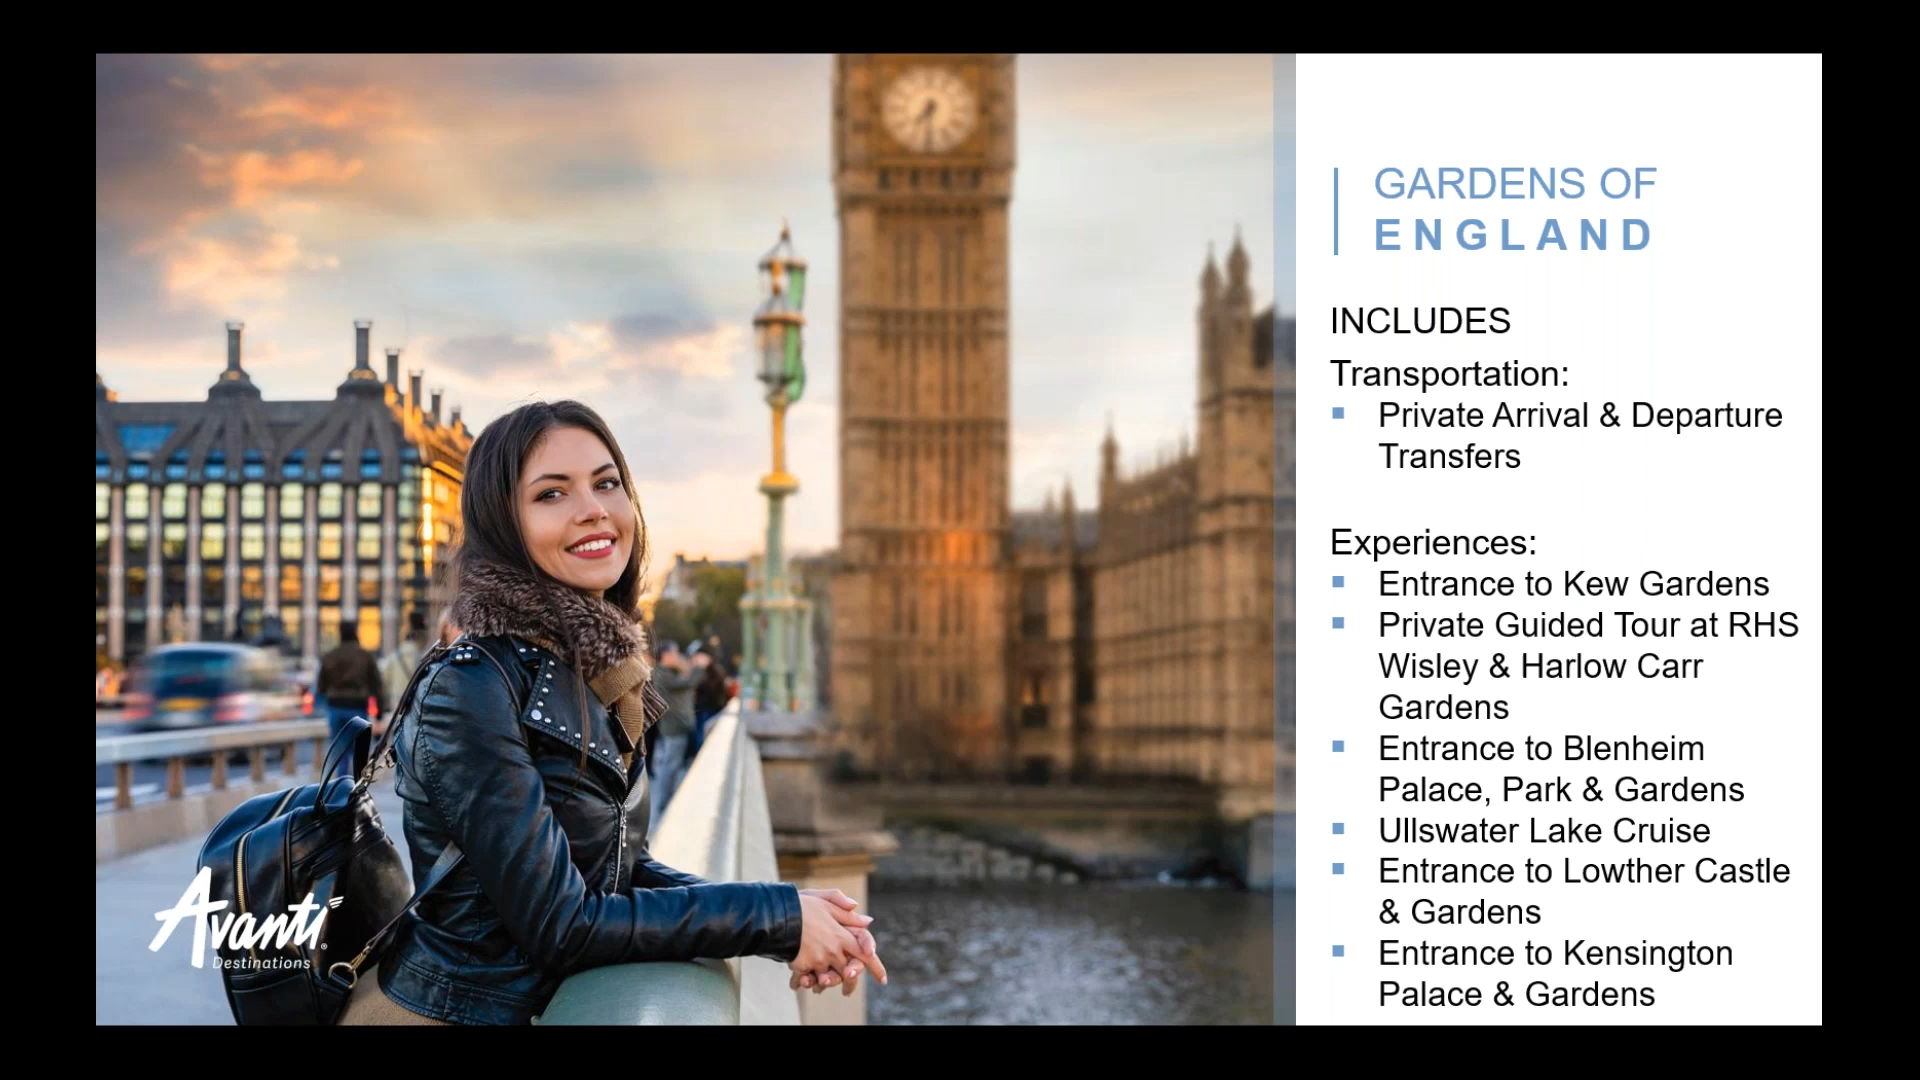 GARDENS OF
ENGLAND
INCLUDES
Transportation:
▪ Private Arrival & Departure
Transfers
Experiences:
▪ Entrance to Kew Gardens
▪ Private Guided Tour at RHS
Wisley & Harlow Carr
Gardens
▪ Entrance to Blenheim
Palace, Park & Gardens
▪ Ullswater Lake Cruise
▪ Entrance to Lowther Castle
& Gardens
▪ Entrance to Kensington
Palace & Gardens
Avanti®
Destinations